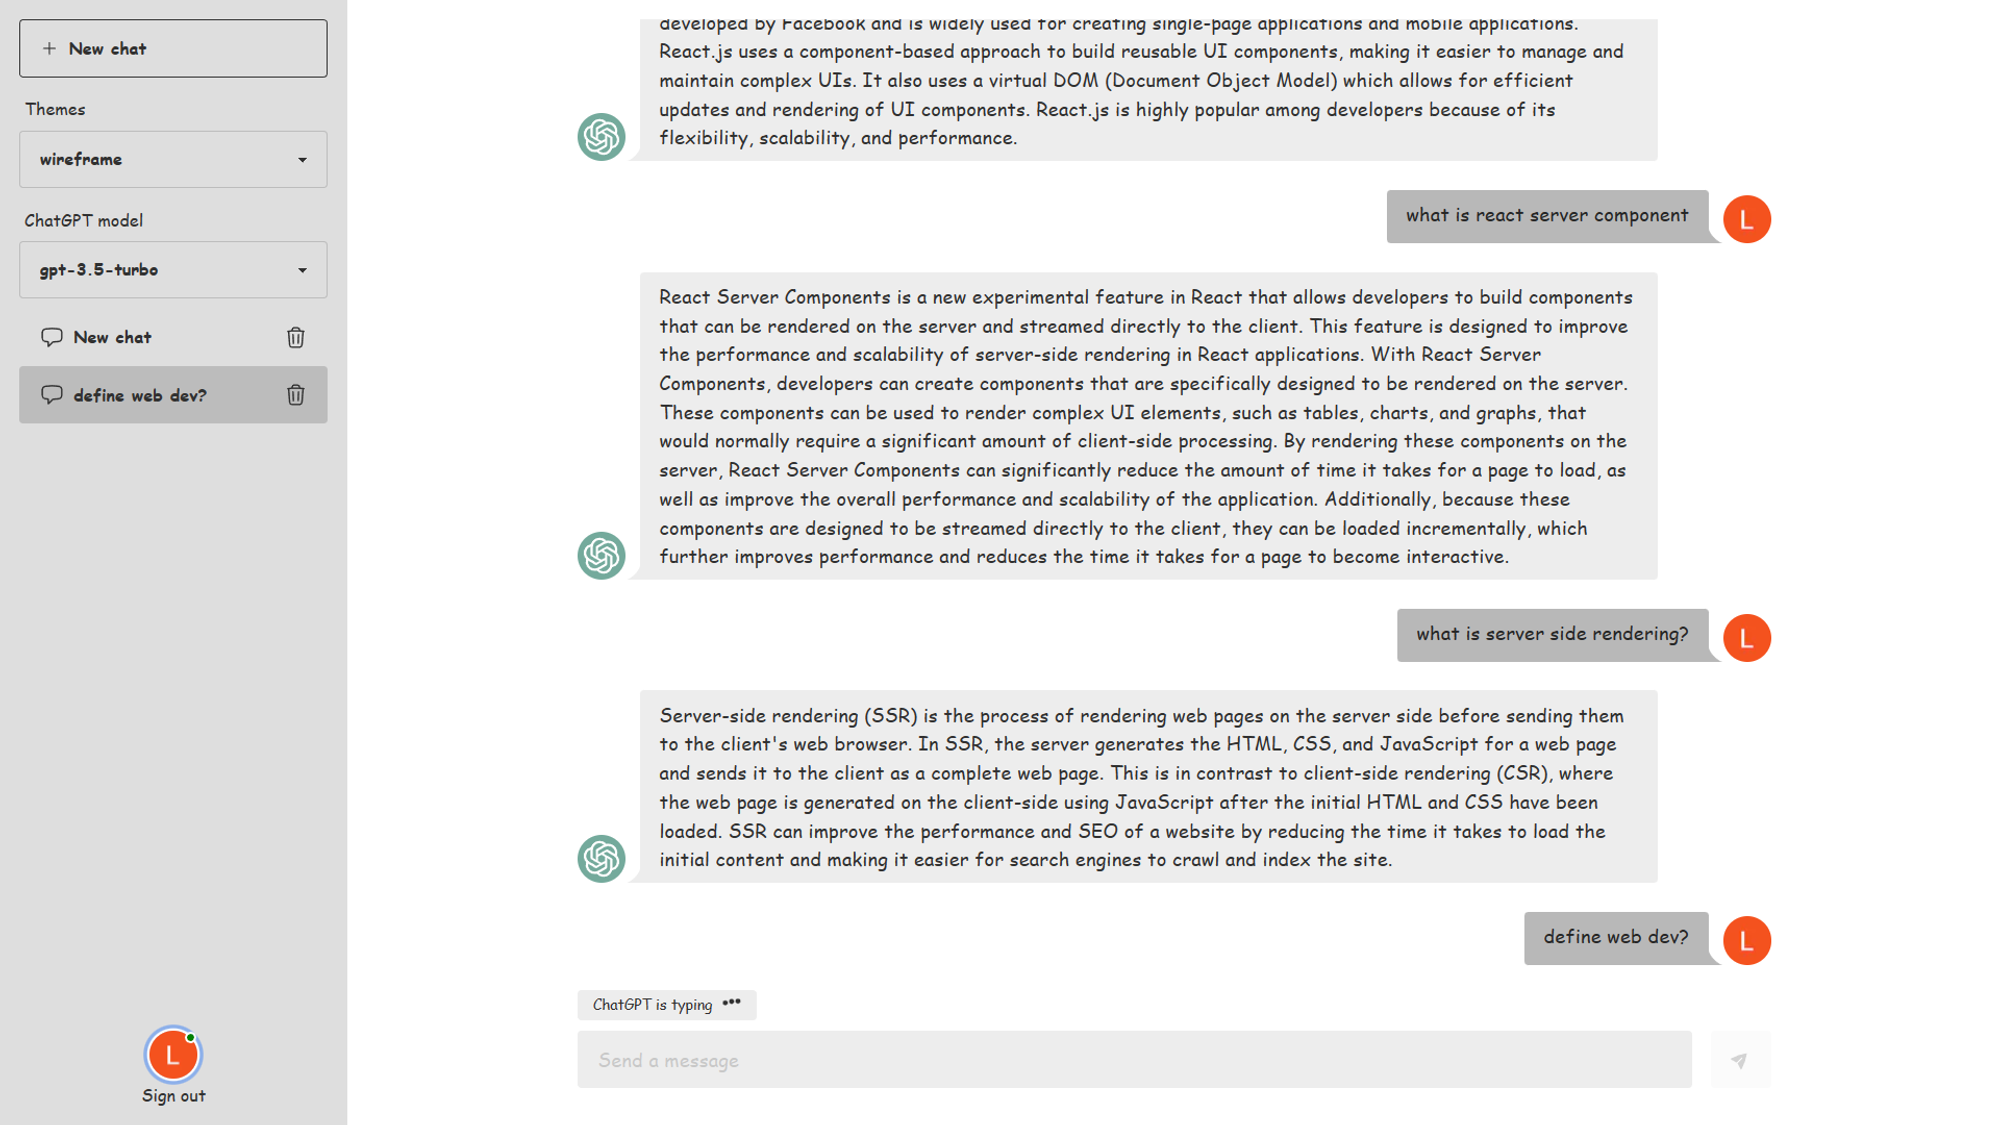 New chat
Themes
wireframe
ChatGPT model
gpt-3.5-turbo
New chat
define web dev?
L
Sign out
developed by Facebook and is widely used for creating single-page applications and mobile applications.
React.js uses a component-based approach to build reusable UI components, making it easier to manage and
maintain complex UIs. It also uses a virtual DOM (Document Object Model) which allows for efficient
updates and rendering of UI components. React.js is highly popular among developers because of its
flexibility, scalability, and performance.
what is react server component
L
React Server Components is a new experimental feature in React that allows developers to build components
that can be rendered on the server and streamed directly to the client. This feature is designed to improve
the performance and scalability of server-side rendering in React applications. With React Server
Components, developers can create components that are specifically designed to be rendered on the server.
These components can be used to render complex UI elements, such as tables, charts, and graphs, that
would normally require a significant amount of client-side processing. By rendering these components on the
server, React Server Components can significantly reduce the amount of time it takes for a page to load, as
well as improve the overall performance and scalability of the application. Additionally, because these
components are designed to be streamed directly to the client, they can be loaded incrementally, which
further improves performance and reduces the time it takes for a page to become interactive.
what is server side rendering?
L
Server-side rendering (SSR) is the process of rendering web pages on the server side before sending them
to the client's web browser. In SSR, the server generates the HTML, CSS, and JavaScript for a web page
and sends it to the client as a complete web page. This is in contrast to client-side rendering (CSR), where
the web page is generated on the client-side using JavaScript after the initial HTML and CSS have been
loaded. SSR can improve the performance and SEO of a website by reducing the time it takes to load the
initial content and making it easier for search engines to crawl and index the site.
define web dev?
L
ChatGPT is typing •••
Send a message